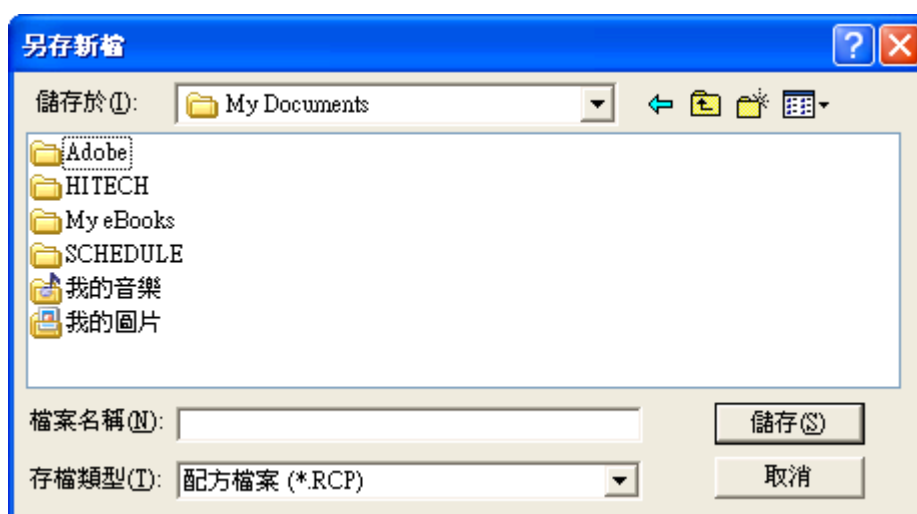 另存新檔
儲存於(I): My Documents
Adobe
HITECH
My eBooks
SCHEDULE
我的音樂
我的圖片
檔案名稱(N): 儲存(S)
存檔類型(T): 配方檔案 (*.RCP) 取消